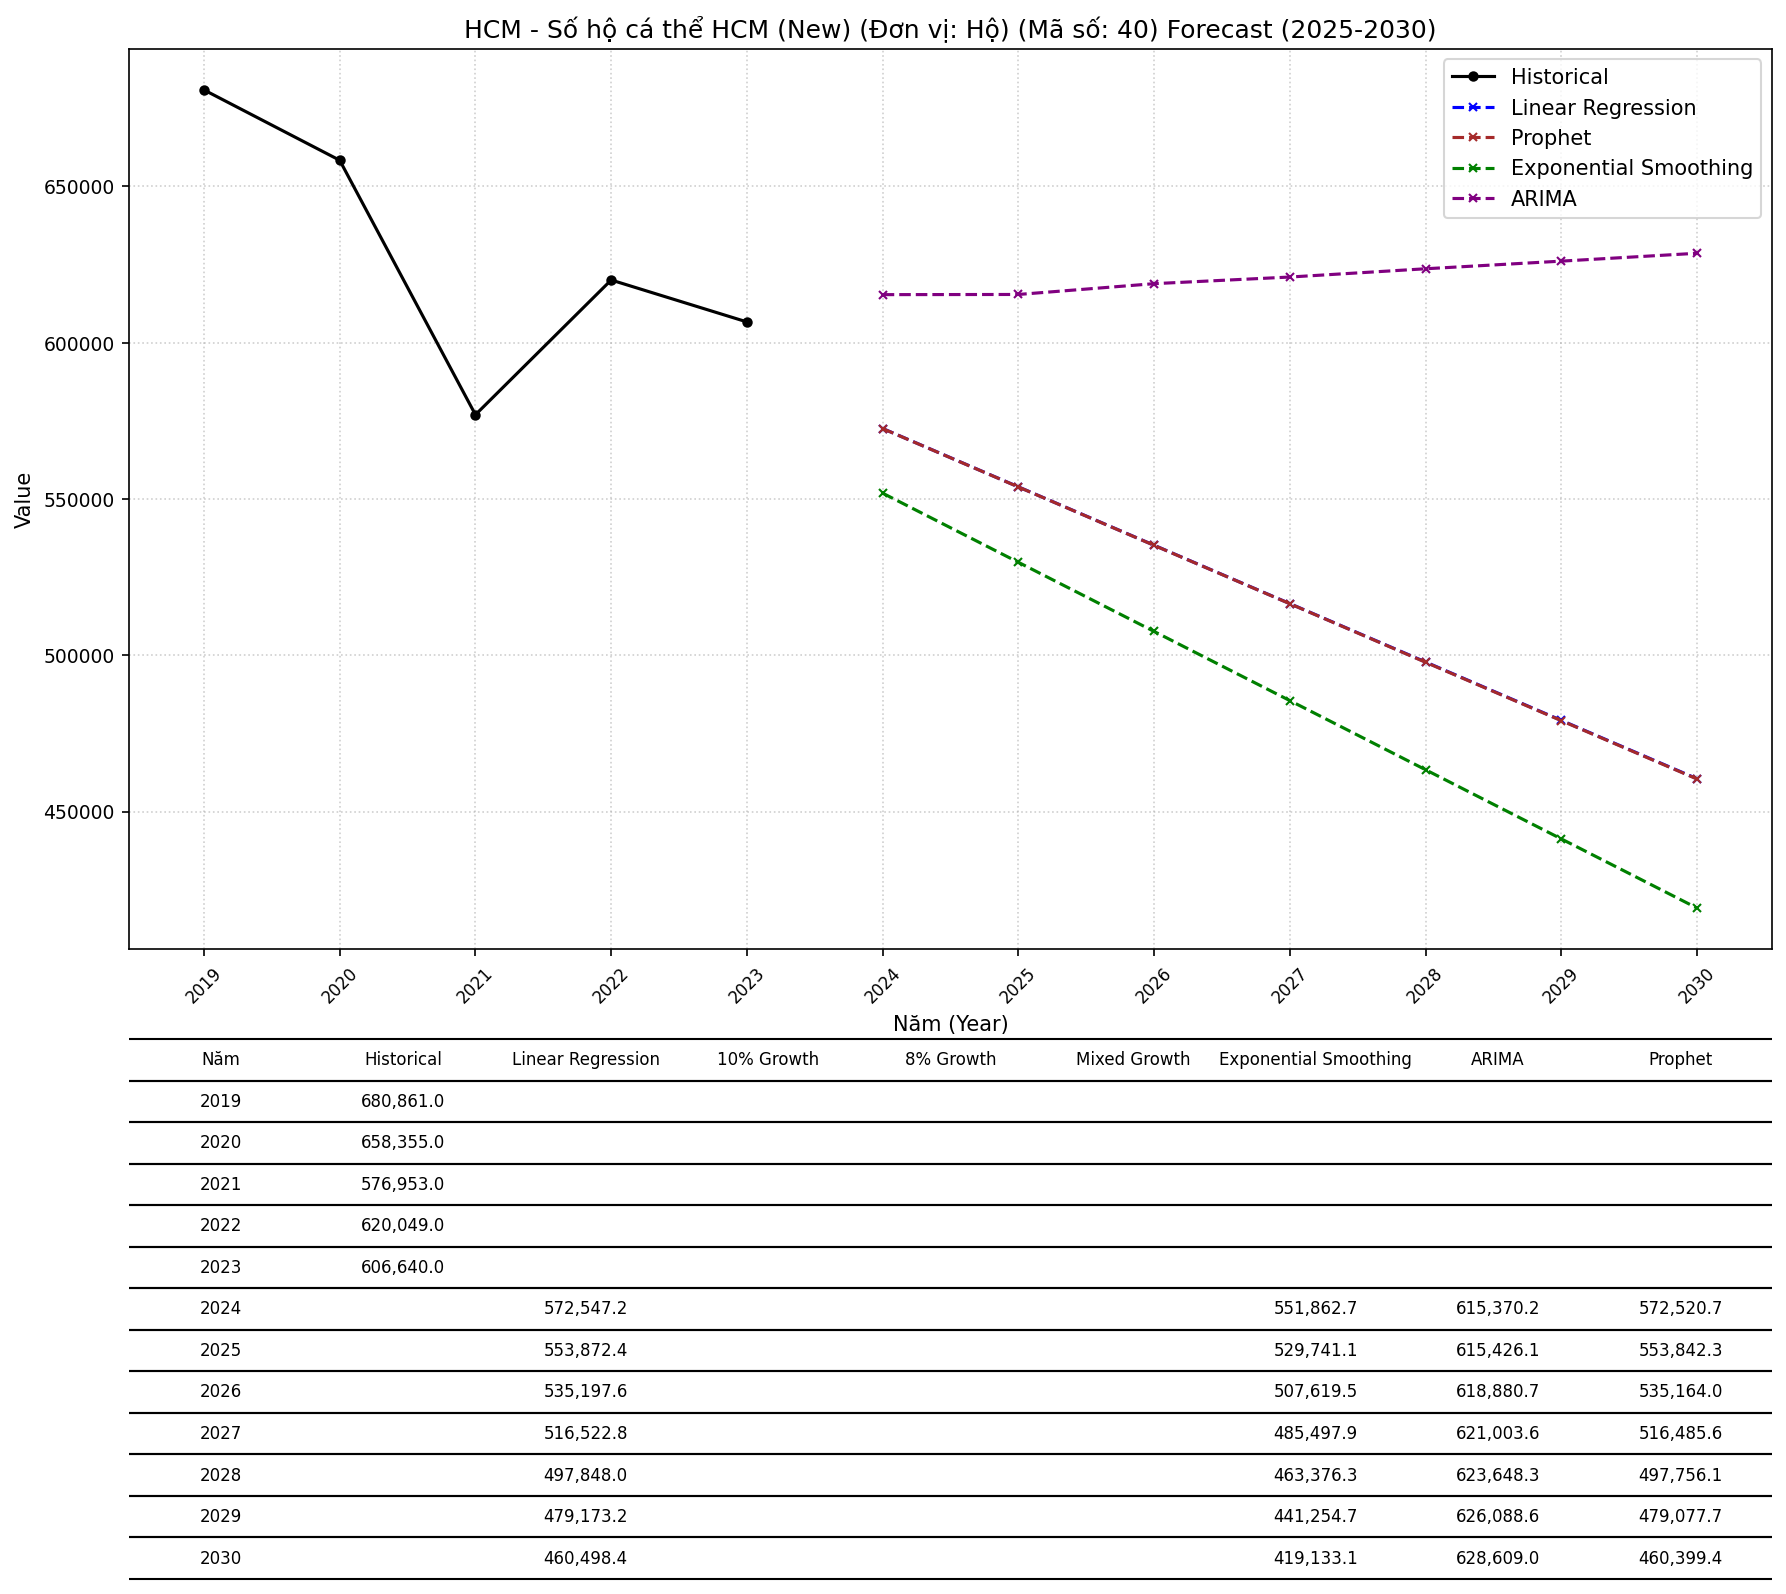 HCM - Số hộ cá thể HCM (New) (Đơn vị: Hộ) (Mã số: 40) Forecast (2025-2030)
Historical
Linear Regression
Prophet
Exponential Smoothing
ARIMA
Value
650000
600000
550000
500000
450000
2019 2020 2021 2022 2023 2024 2025 2026 2027 2028 2029 2030
Năm (Year)
Năm Historical Linear Regression 10% Growth 8% Growth Mixed Growth Exponential Smoothing ARIMA Prophet
2019 680,861.0
2020 658,355.0
2021 576,953.0
2022 620,049.0
2023 606,640.0
2024 572,547.2 551,862.7 615,370.2 572,520.7
2025 553,872.4 529,741.1 615,426.1 553,842.3
2026 535,197.6 507,619.5 618,880.7 535,164.0
2027 516,522.8 485,497.9 621,003.6 516,485.6
2028 497,848.0 463,376.3 623,648.3 497,756.1
2029 479,173.2 441,254.7 626,088.6 479,077.7
2030 460,498.4 419,133.1 628,609.0 460,399.4